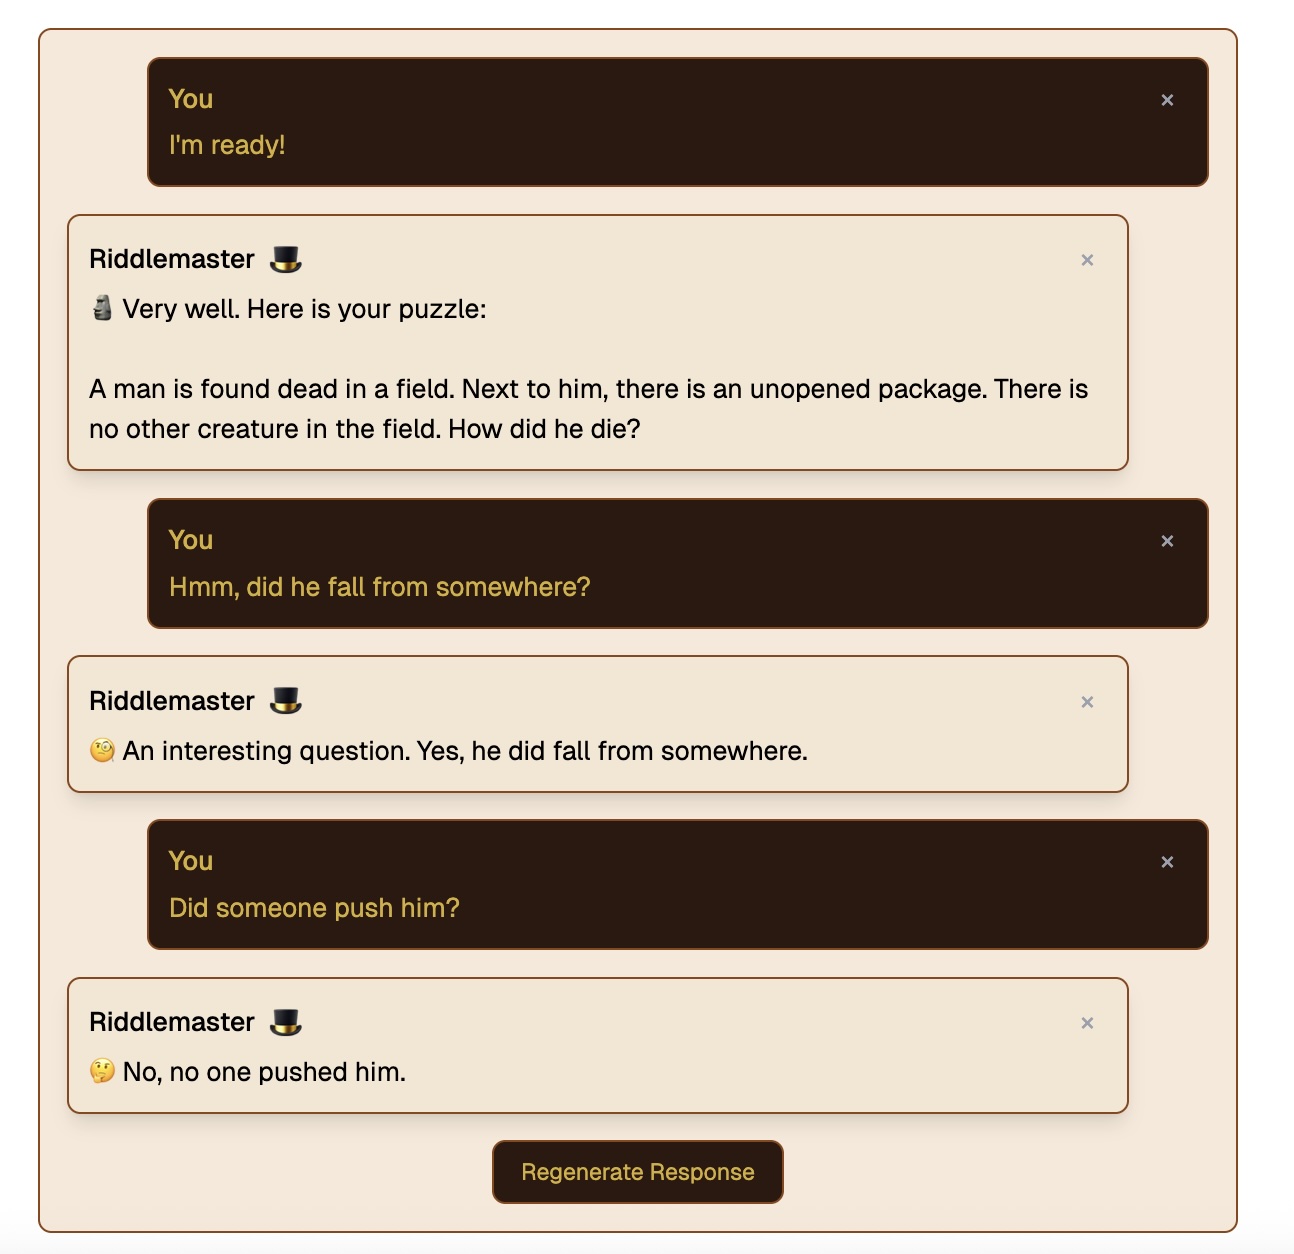 You
×
I'm ready!
Riddlemaster 🎩
×
🗿 Very well. Here is your puzzle:
A man is found dead in a field. Next to him, there is an unopened package. There is
no other creature in the field. How did he die?
You
×
Hmm, did he fall from somewhere?
Riddlemaster 🎩
×
🧐 An interesting question. Yes, he did fall from somewhere.
You
×
Did someone push him?
Riddlemaster 🎩
×
🤔 No, no one pushed him.
Regenerate Response